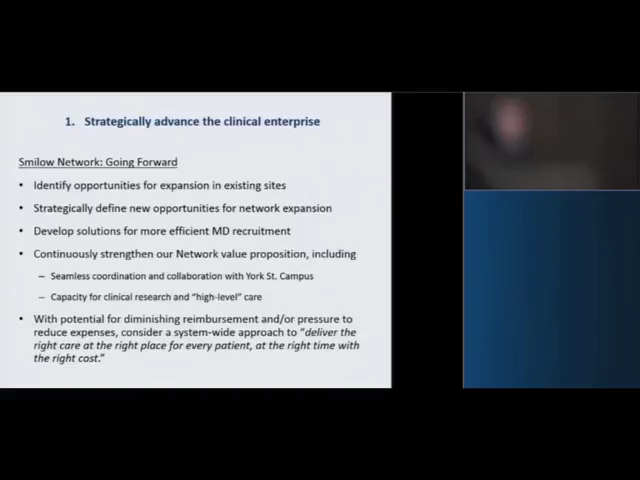 1. Strategically advance the clinical enterprise
Smilow Network: Going Forward
• Identify opportunities for expansion in existing sites
• Strategically define new opportunities for network expansion
• Develop solutions for more efficient MD recruitment
• Continuously strengthen our Network value proposition, including
– Seamless coordination and collaboration with York St. Campus
– Capacity for clinical research and “high-level” care
• With potential for diminishing reimbursement and/or pressure to
reduce expenses, consider a system-wide approach to “deliver the
right care at the right place for every patient, at the right time with
the right cost.”